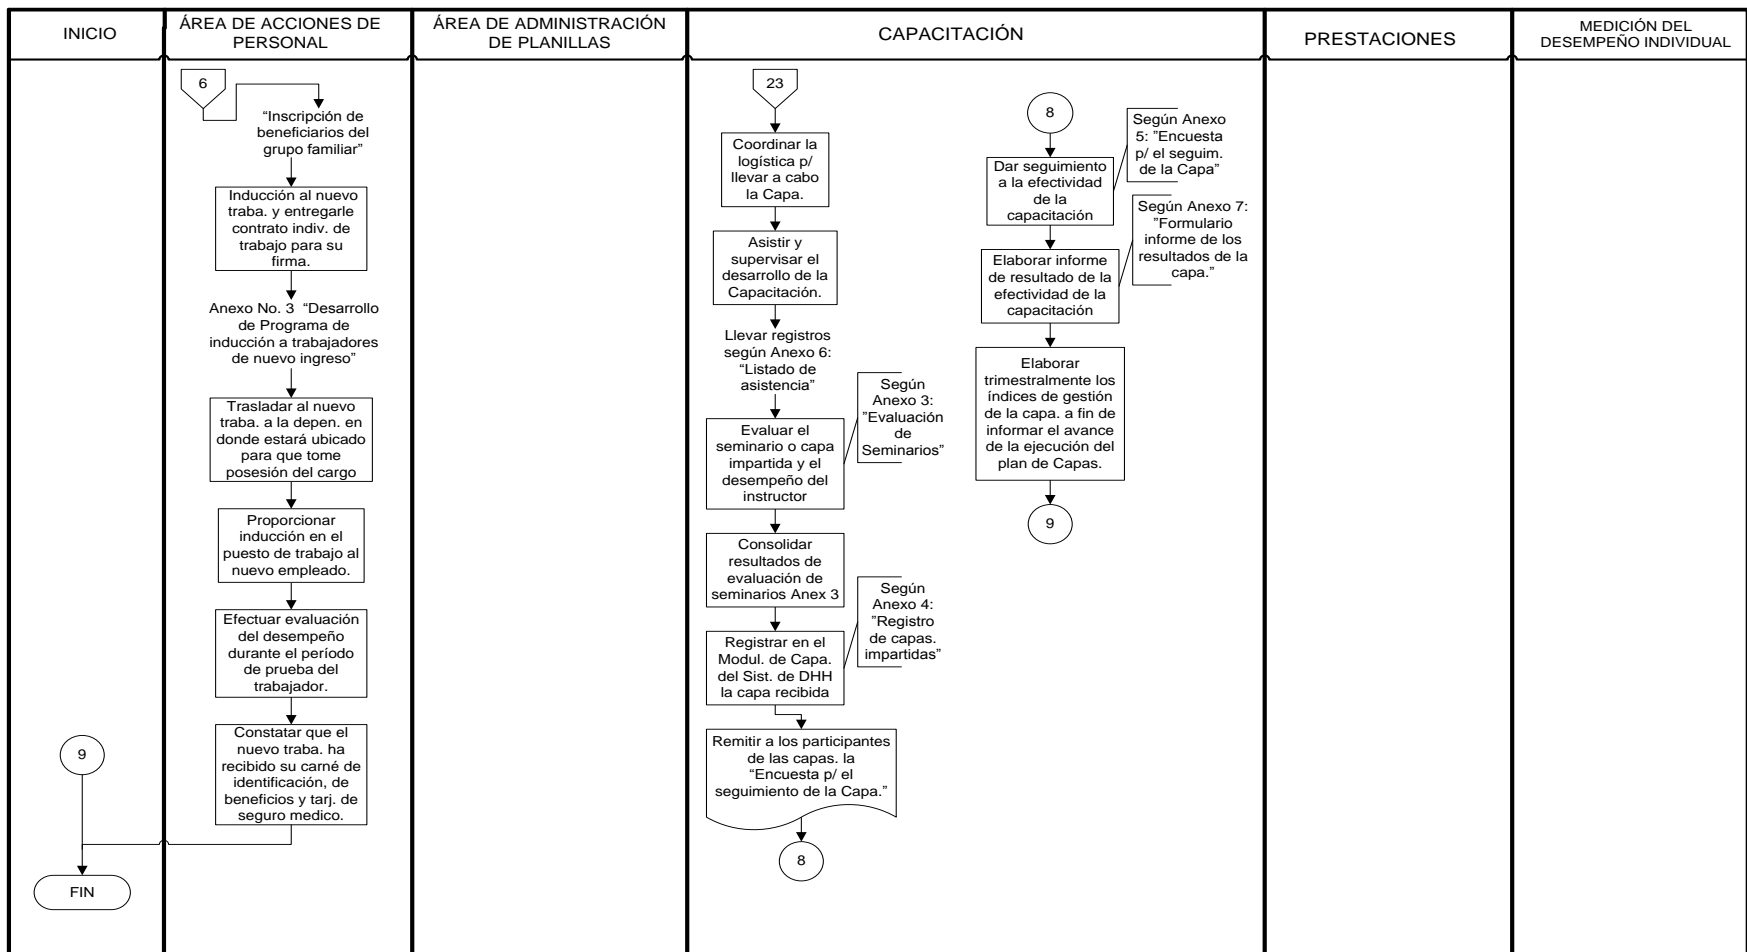 INICIO
ÁREA DE ACCIONES DE
PERSONAL
ÁREA DE ADMINISTRACIÓN
DE PLANILLAS
CAPACITACIÓN
PRESTACIONES
MEDICIÓN DEL
DESEMPEÑO INDIVIDUAL
9
FIN
6
“Inscripción de
beneficiarios del
grupo familiar”
Inducción al nuevo
traba. y entregarle
contrato indiv. de
trabajo para su
firma.
Anexo No. 3 “Desarrollo
de Programa de
inducción a trabajadores
de nuevo ingreso”
Trasladar al nuevo
traba. a la depen. en
donde estará ubicado
para que tome
posesión del cargo
Proporcionar
inducción en el
puesto de trabajo al
nuevo empleado.
Efectuar evaluación
del desempeño
durante el período
de prueba del
trabajador.
Constatar que el
nuevo traba. ha
recibido su carné de
identificación, de
beneficios y tarj. de
seguro medico.
23
Coordinar la
logística p/
llevar a cabo
la Capa.
Asistir y
supervisar el
desarrollo de la
Capacitación.
Llevar registros
según Anexo 6:
“Listado de
asistencia”
Evaluar el
seminario o capa
impartida y el
desempeño del
instructor
Según
Anexo 3:
”Evaluación
de
Seminarios”
Consolidar
resultados de
evaluación de
seminarios Anex 3
Registrar en el
Modul. de Capa.
del Sist. de DHH
la capa recibida
Según
Anexo 4:
”Registro
de capas.
impartidas”
Remitir a los participantes
de las capas. la
“Encuesta p/ el
seguimiento de la Capa.”
8
8
Dar seguimiento
a la efectividad
de la
capacitación
Según Anexo
5: ”Encuesta
p/ el seguim.
de la Capa”
Elaborar informe
de resultado de la
efectividad de la
capacitación
Según Anexo 7:
”Formulario
informe de los
resultados de la
capa.”
Elaborar
trimestralmente los
índices de gestión
de la capa. a fin de
informar el avance
de la ejecución del
plan de Capas.
9